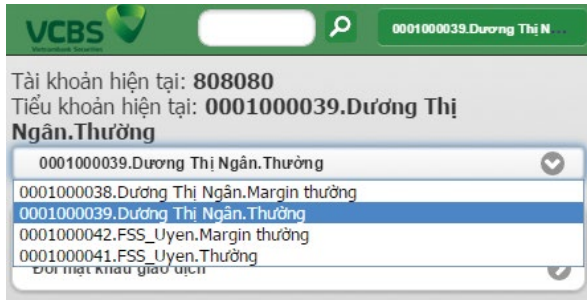 VCBS
Vietcombank Securities
0001000039.Dương Thị N...
Tài khoản hiện tại: 808080
Tiểu khoản hiện tại: 0001000039.Dương Thị
Ngân.Thường
0001000039.Dương Thị Ngân.Thường
0001000038.Dương Thị Ngân.Margin thường
0001000039.Dương Thị Ngân.Thường
0001000042.FSS_Uyen.Margin thường
0001000041.FSS_Uyen.Thường
Đổi mật khẩu giao dịch